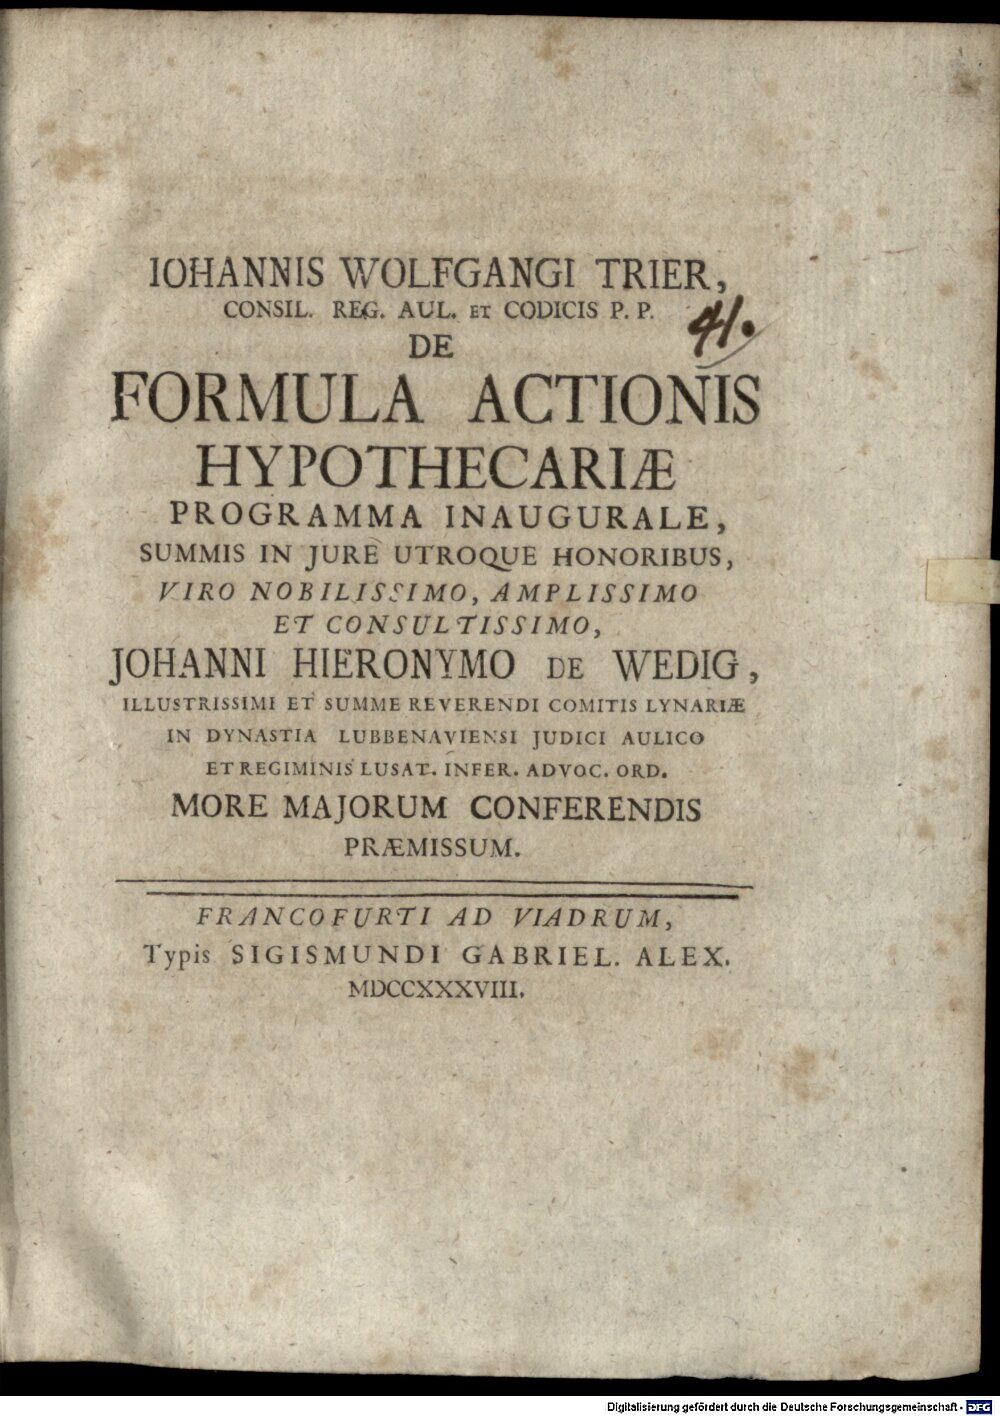 IOHANNIS WOLFGANGI TRIER,
CONSIL. REG. AUL. ET CODICIS P. P.
41.
DE
FORMULA ACTIONIS
HYPOTHECARIÆ
PROGRAMMA INAUGURALE,
SUMMIS IN JURE UTROQUE HONORIBUS,
VIRO NOBILISSIMO, AMPLISSIMO
ET CONSULTISSIMO,
JOHANNI HIERONYMO DE WEDIG,
ILLUSTRISSIMI ET SUMME REVERENDI COMITIS LYNARIÆ
IN DYNASTIA LUBBENAVIENSI JUDICI AULICO
ET REGIMINIS LUSAT. INFER. ADVOC. ORD.
MORE MAJORUM CONFERENDIS
PRÆMISSUM.
FRANCOFURTI AD VIADRUM,
Typis SIGISMUNDI GABRIEL. ALEX.
MDCCXXXVIII.
Digitalisierung gefördert durch die Deutsche Forschungsgemeinschaft - DFG